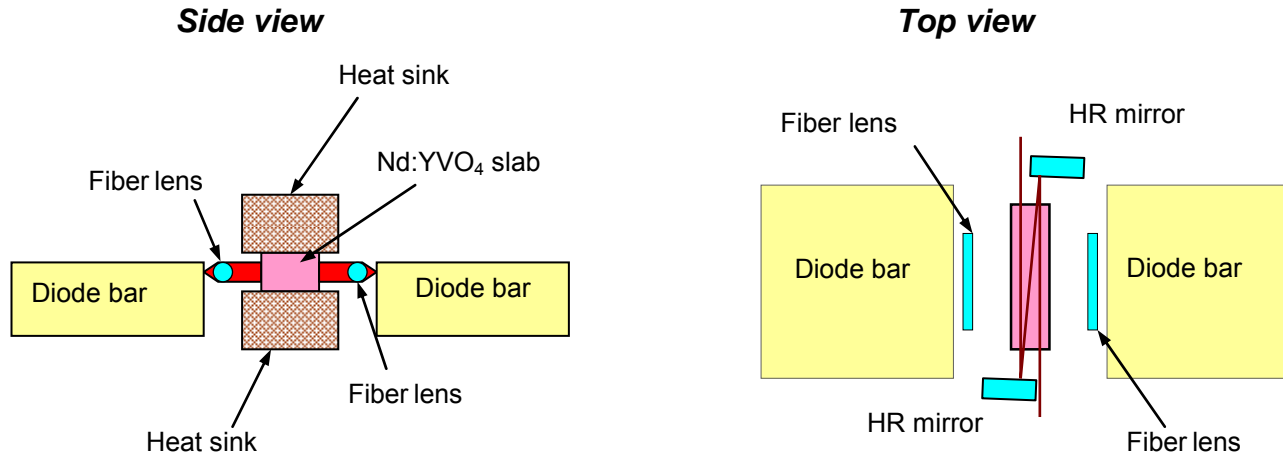 Side view
Heat sink
Nd:YVO₄ slab
Fiber lens
Diode bar
Diode bar
Fiber lens
Heat sink
Top view
HR mirror
Fiber lens
Diode bar
Diode bar
HR mirror
Fiber lens